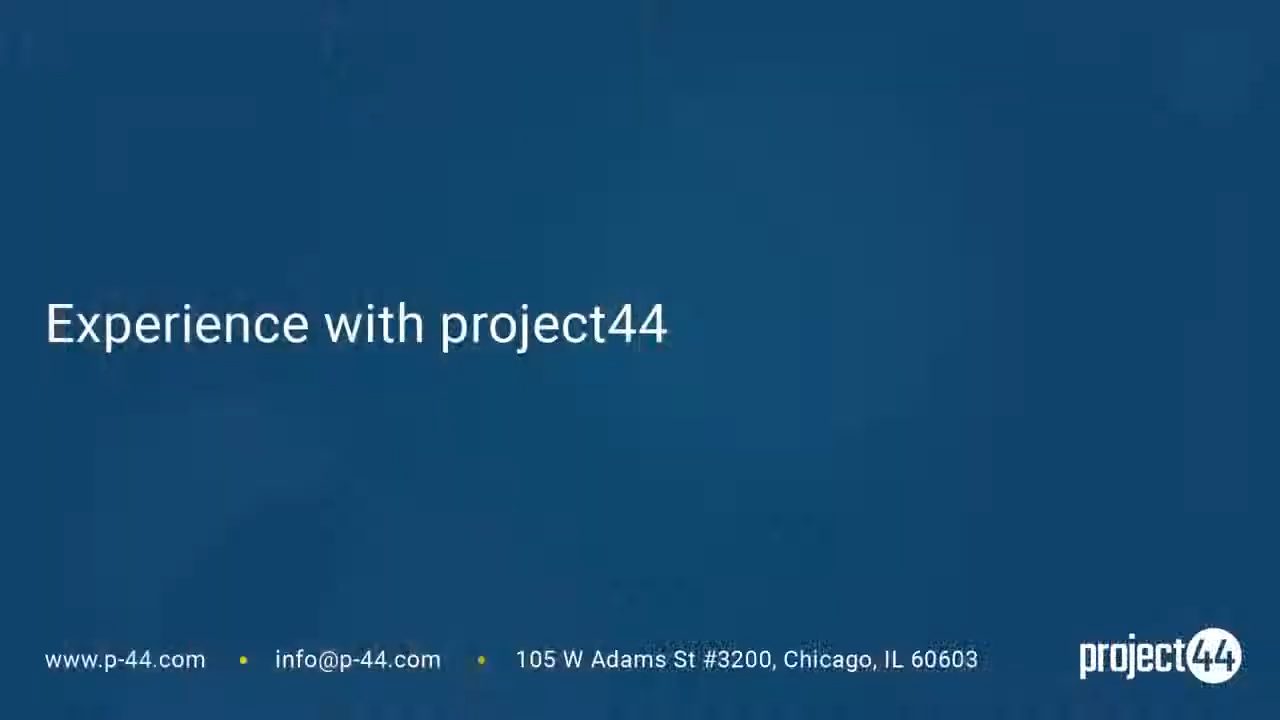 Experience with project44
www.p-44.com • info@p-44.com • 105 W Adams St #3200, Chicago, IL 60603
project44